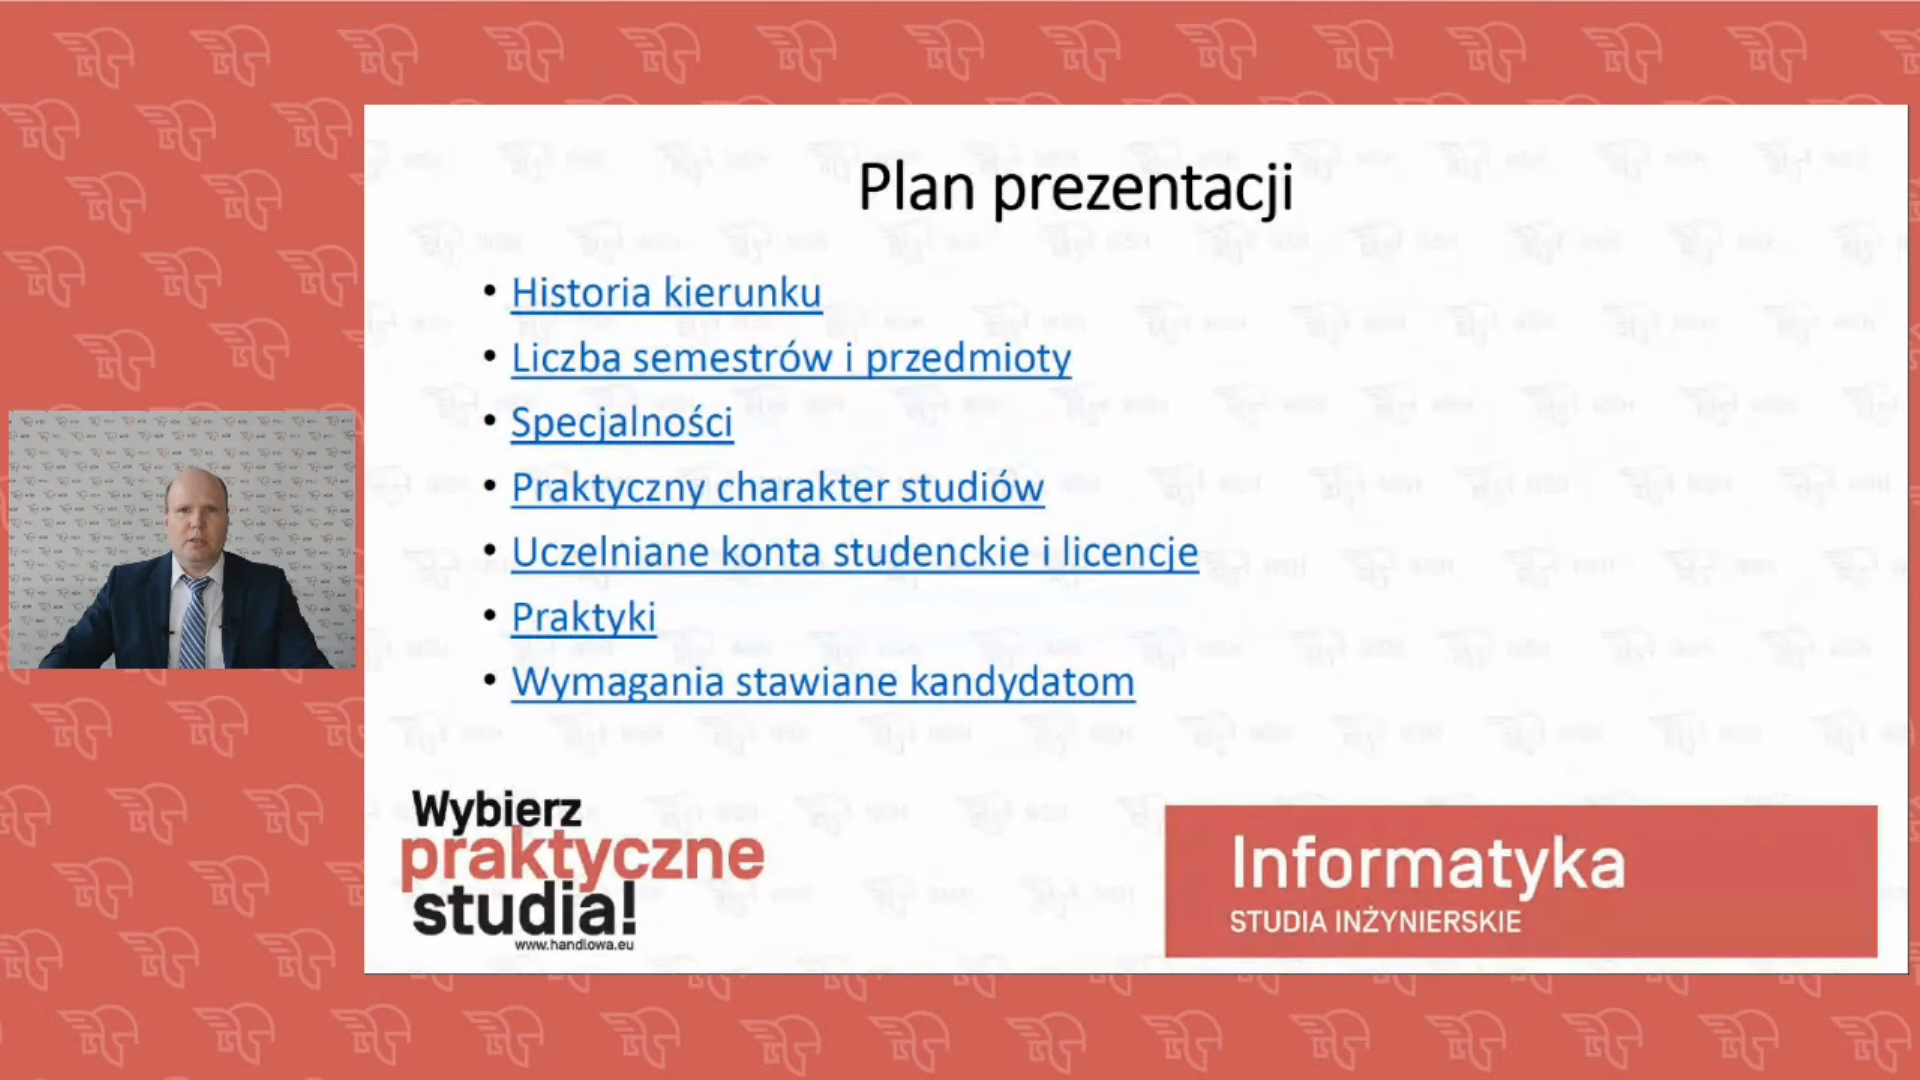 Plan prezentacji
• Historia kierunku
• Liczba semestrów i przedmioty
• Specjalności
• Praktyczny charakter studiów
• Uczelniane konta studenckie i licencje
• Praktyki
• Wymagania stawiane kandydatom
Wybierz
praktyczne
studia!
www.handlowa.eu
Informatyka
STUDIA INŻYNIERSKIE